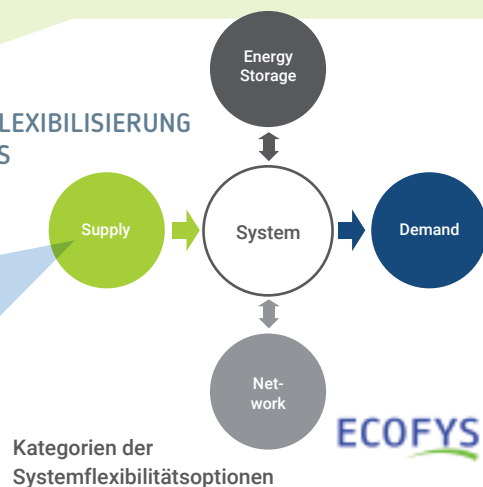 Energy
Storage
LEXIBILISIERUNG
S
Supply
System
Demand
Net-
work
ECOFYS
Kategorien der
Systemflexibilitätsoptionen